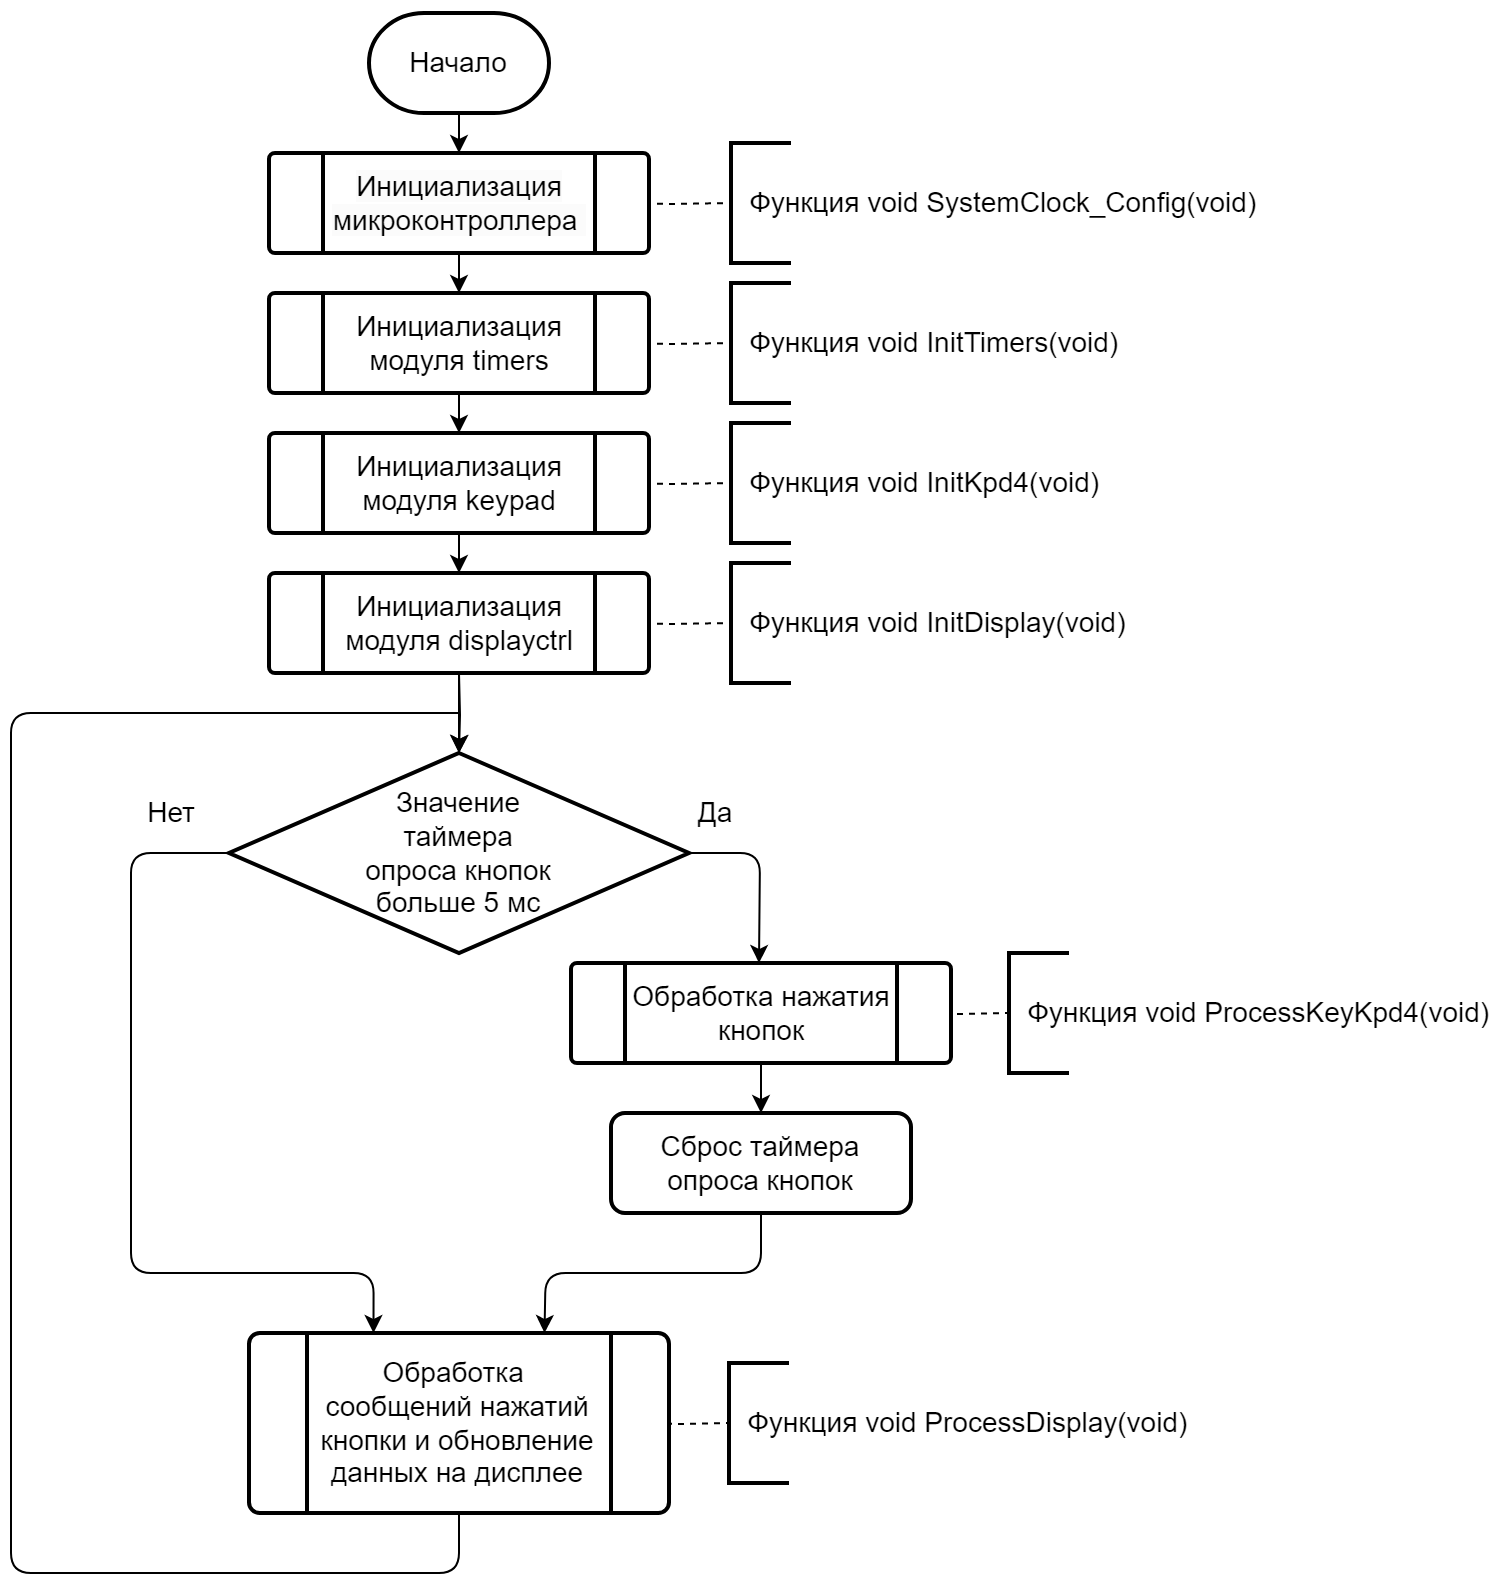 Начало
Инициализация
микроконтроллера
Функция void SystemClock_Config(void)
Инициализация
модуля timers
Функция void InitTimers(void)
Инициализация
модуля keypad
Функция void InitKpd4(void)
Инициализация
модуля displayctrl
Функция void InitDisplay(void)
Нет
Значение
таймера
опроса кнопок
больше 5 мс
Да
Обработка нажатия
кнопок
Функция void ProcessKeyKpd4(void)
Сброс таймера
опроса кнопок
Обработка
сообщений нажатий
кнопки и обновление
данных на дисплее
Функция void ProcessDisplay(void)